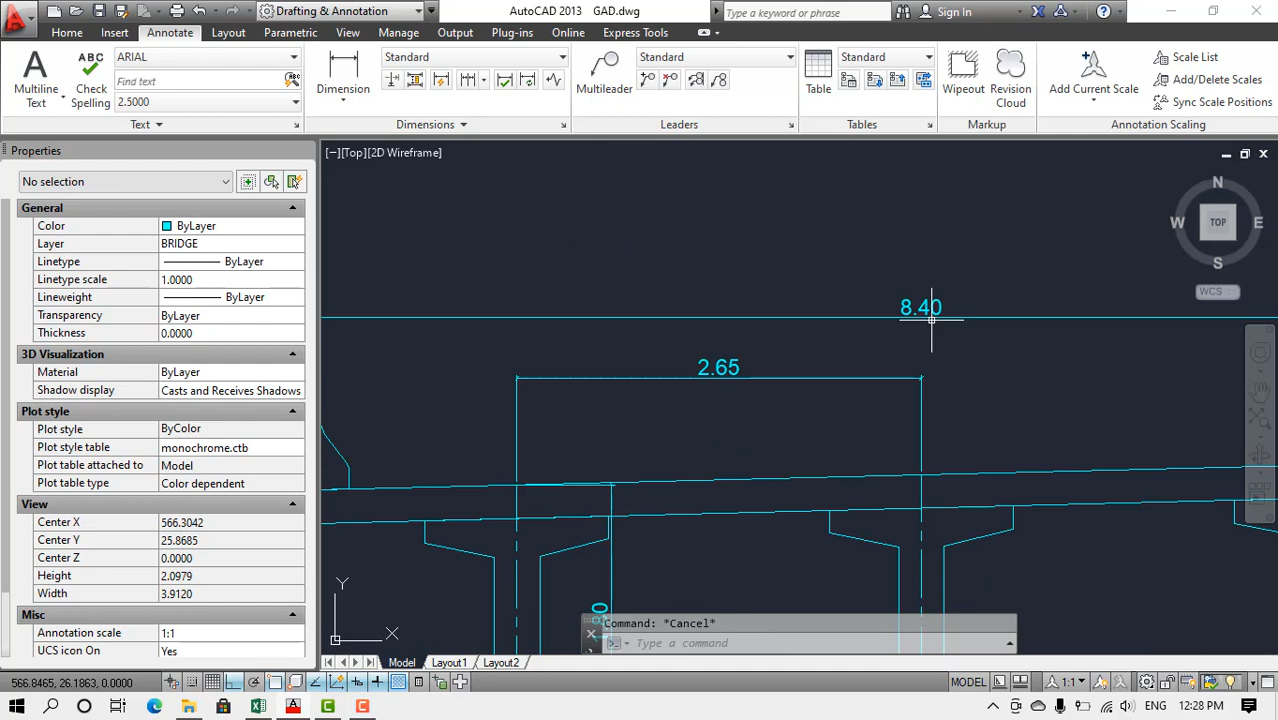 Drafting & Annotation
AutoCAD 2013 GAD.dwg
Type a keyword or phrase
Sign In
Home Insert Annotate Layout Parametric View Manage Output Plug-ins Online Express Tools
Multiline Text
ABC
Check Spelling
ARIAL
Find text
2.5000
Text
Dimension
Standard
Dimensions
Multileader
Standard
Leaders
Table
Standard
Tables
Wipeout
Revision Cloud
Markup
Add Current Scale
Scale List
Add/Delete Scales
Sync Scale Positions
Annotation Scaling
Properties
No selection
General
Color ByLayer
Layer BRIDGE
Linetype ByLayer
Linetype scale 1.0000
Lineweight ByLayer
Transparency ByLayer
Thickness 0.0000
3D Visualization
Material ByLayer
Shadow display Casts and Receives Shadows
Plot style
Plot style ByColor
Plot style table monochrome.ctb
Plot table attached to Model
Plot table type Color dependent
View
Center X 566.3042
Center Y 25.8685
Center Z 0.0000
Height 2.0979
Width 3.9120
Misc
Annotation scale 1:1
UCS icon On Yes
[−][Top][2D Wireframe]
N
W TOP E
S
WCS
8.40
2.65
Y
X
Command: *Cancel*
Type a command
Model Layout1 Layout2
566.8465, 26.1863, 0.0000
MODEL
1:1
ENG 12:28 PM